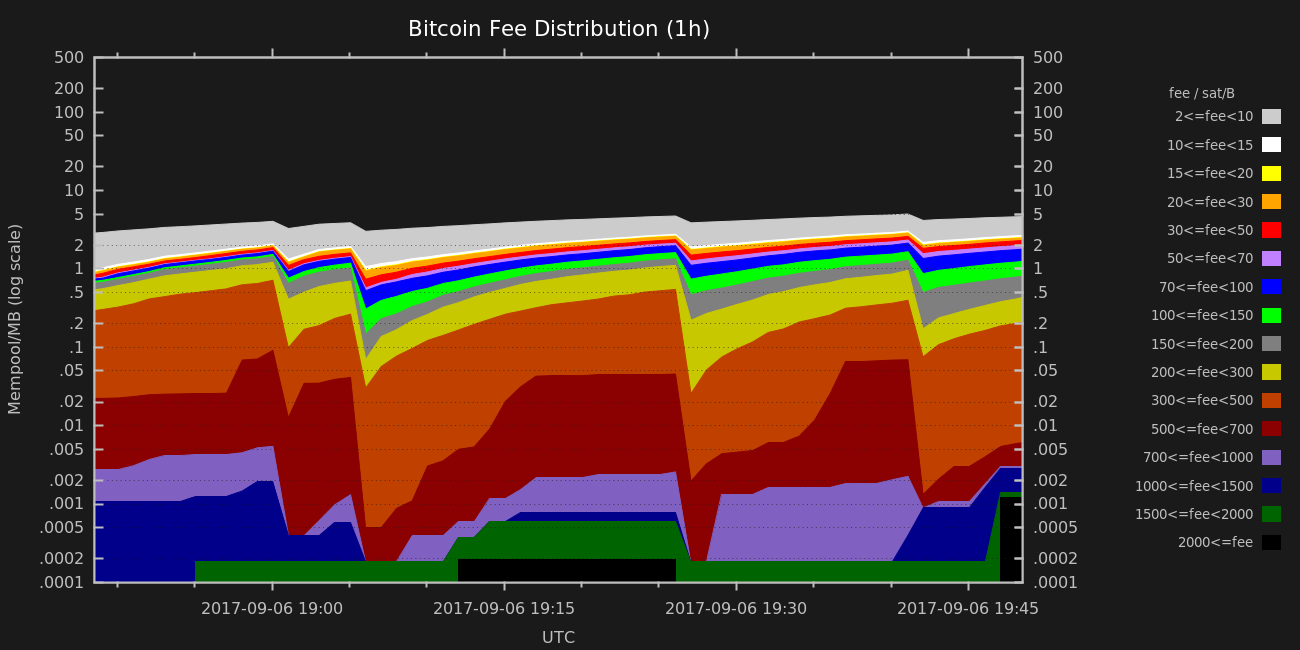 Bitcoin Fee Distribution (1h)
Mempool/MB (log scale)
500
200
100
50
20
10
5
2
1
.5
.2
.1
.05
.02
.01
.005
.002
.001
.0005
.0002
.0001
500
200
100
50
20
10
5
2
1
.5
.2
.1
.05
.02
.01
.005
.002
.001
.0005
.0002
.0001
2017-09-06 19:00
2017-09-06 19:15
2017-09-06 19:30
2017-09-06 19:45
UTC
fee / sat/B
2<=fee<10
10<=fee<15
15<=fee<20
20<=fee<30
30<=fee<50
50<=fee<70
70<=fee<100
100<=fee<150
150<=fee<200
200<=fee<300
300<=fee<500
500<=fee<700
700<=fee<1000
1000<=fee<1500
1500<=fee<2000
2000<=fee